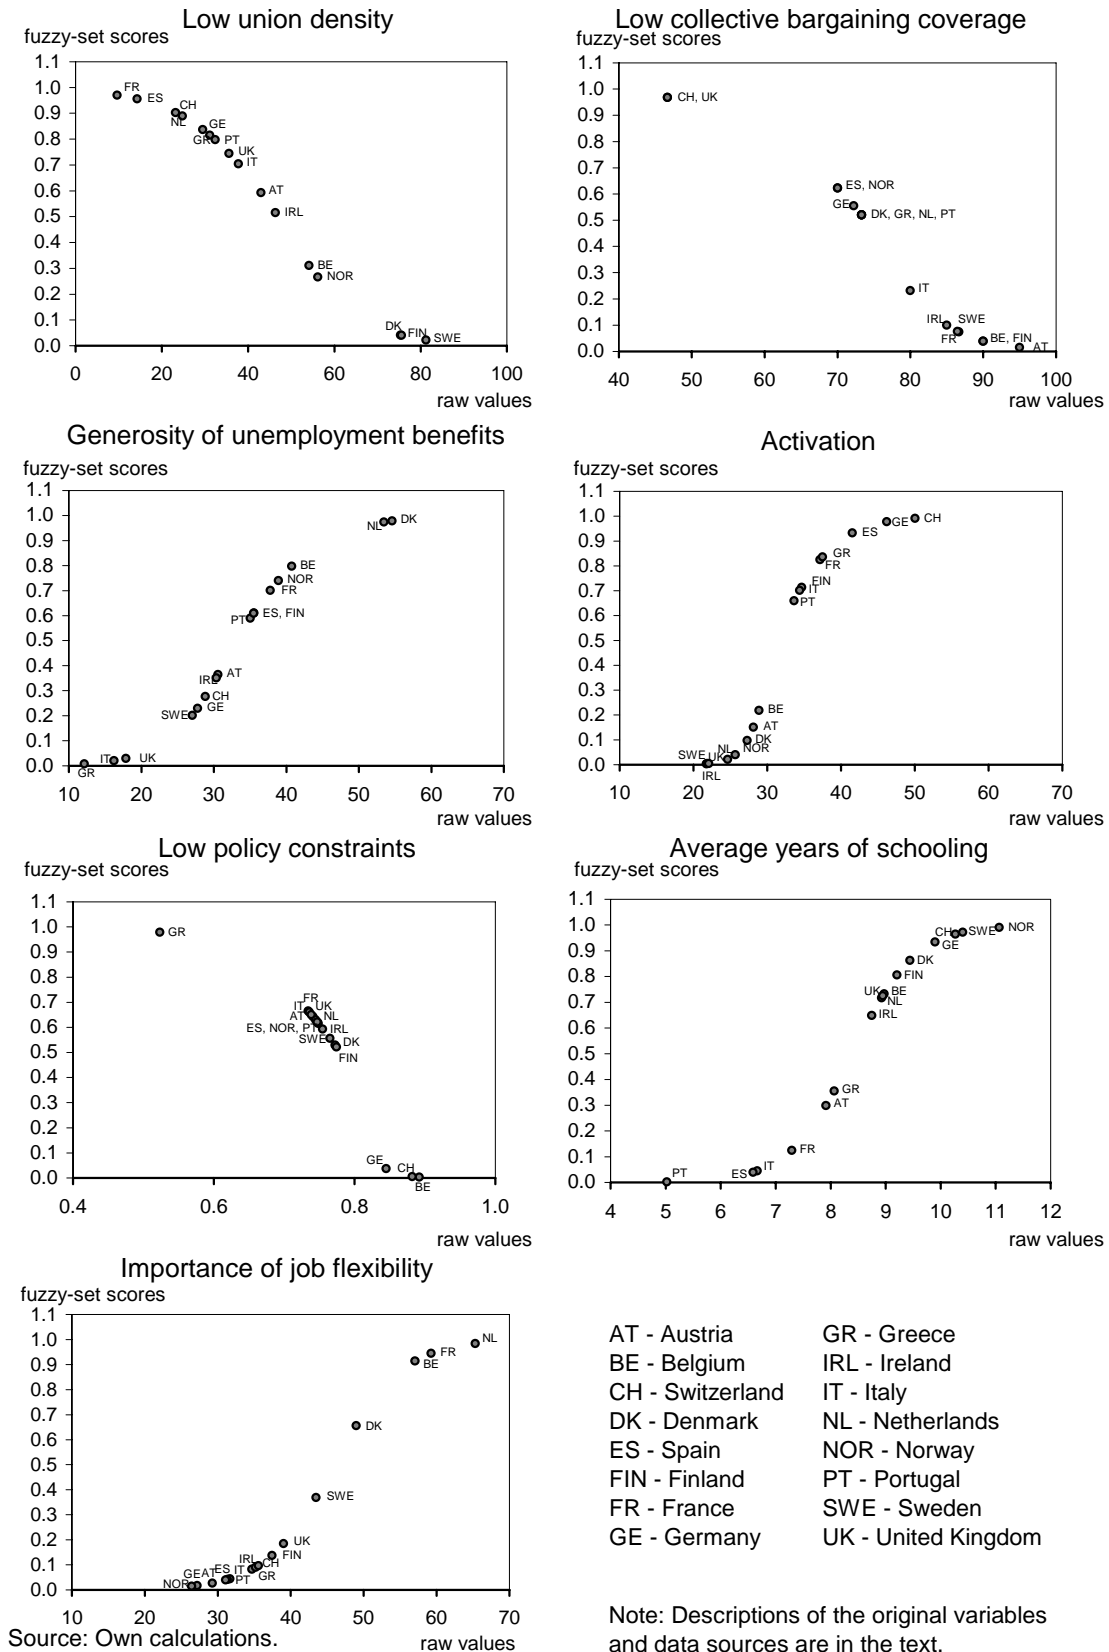 Low union density
fuzzy-set scores
1.1
1.0
0.9
0.8
0.7
0.6
0.5
0.4
0.3
0.2
0.1
0.0
FR
ES
CH
NL
GE
GR
PT
UK
IT
AT
IRL
BE
NOR
DK
FIN
SWE
0 20 40 60 80 100
raw values
Low collective bargaining coverage
fuzzy-set scores
1.1
1.0
0.9
0.8
0.7
0.6
0.5
0.4
0.3
0.2
0.1
0.0
CH, UK
ES, NOR
GE
DK, GR, NL, PT
IT
IRL
SWE
FR
BE, FIN
AT
40 50 60 70 80 90 100
raw values
Generosity of unemployment benefits
fuzzy-set scores
1.1
1.0
0.9
0.8
0.7
0.6
0.5
0.4
0.3
0.2
0.1
0.0
NL
DK
BE
NOR
FR
ES, FIN
PT
AT
IRL
CH
GE
SWE
IT
UK
GR
10 20 30 40 50 60 70
raw values
Activation
fuzzy-set scores
1.1
1.0
0.9
0.8
0.7
0.6
0.5
0.4
0.3
0.2
0.1
0.0
CH
GE
ES
GR
FR
FIN
IT
PT
BE
AT
DK
NL
NOR
SWE
UK
IRL
10 20 30 40 50 60 70
raw values
Low policy constraints
fuzzy-set scores
1.1
1.0
0.9
0.8
0.7
0.6
0.5
0.4
0.3
0.2
0.1
0.0
GR
FR
IT
UK
AT
NL
ES, NOR, PT
IRL
SWE
DK
FIN
GE
CH
BE
0.4 0.6 0.8 1.0
raw values
Average years of schooling
fuzzy-set scores
1.1
1.0
0.9
0.8
0.7
0.6
0.5
0.4
0.3
0.2
0.1
0.0
CH
SWE
NOR
GE
DK
FIN
UK
BE
NL
IRL
GR
AT
FR
IT
ES
PT
4 5 6 7 8 9 10 11 12
raw values
Importance of job flexibility
fuzzy-set scores
1.1
1.0
0.9
0.8
0.7
0.6
0.5
0.4
0.3
0.2
0.1
0.0
NL
FR
BE
DK
SWE
UK
FIN
IRL
CH
IT
GR
ES
PT
AT
GE
NOR
10 20 30 40 50 60 70
raw values
AT - Austria
BE - Belgium
CH - Switzerland
DK - Denmark
ES - Spain
FIN - Finland
FR - France
GE - Germany
GR - Greece
IRL - Ireland
IT - Italy
NL - Netherlands
NOR - Norway
PT - Portugal
SWE - Sweden
UK - United Kingdom
Source: Own calculations.
Note: Descriptions of the original variables
and data sources are in the text.